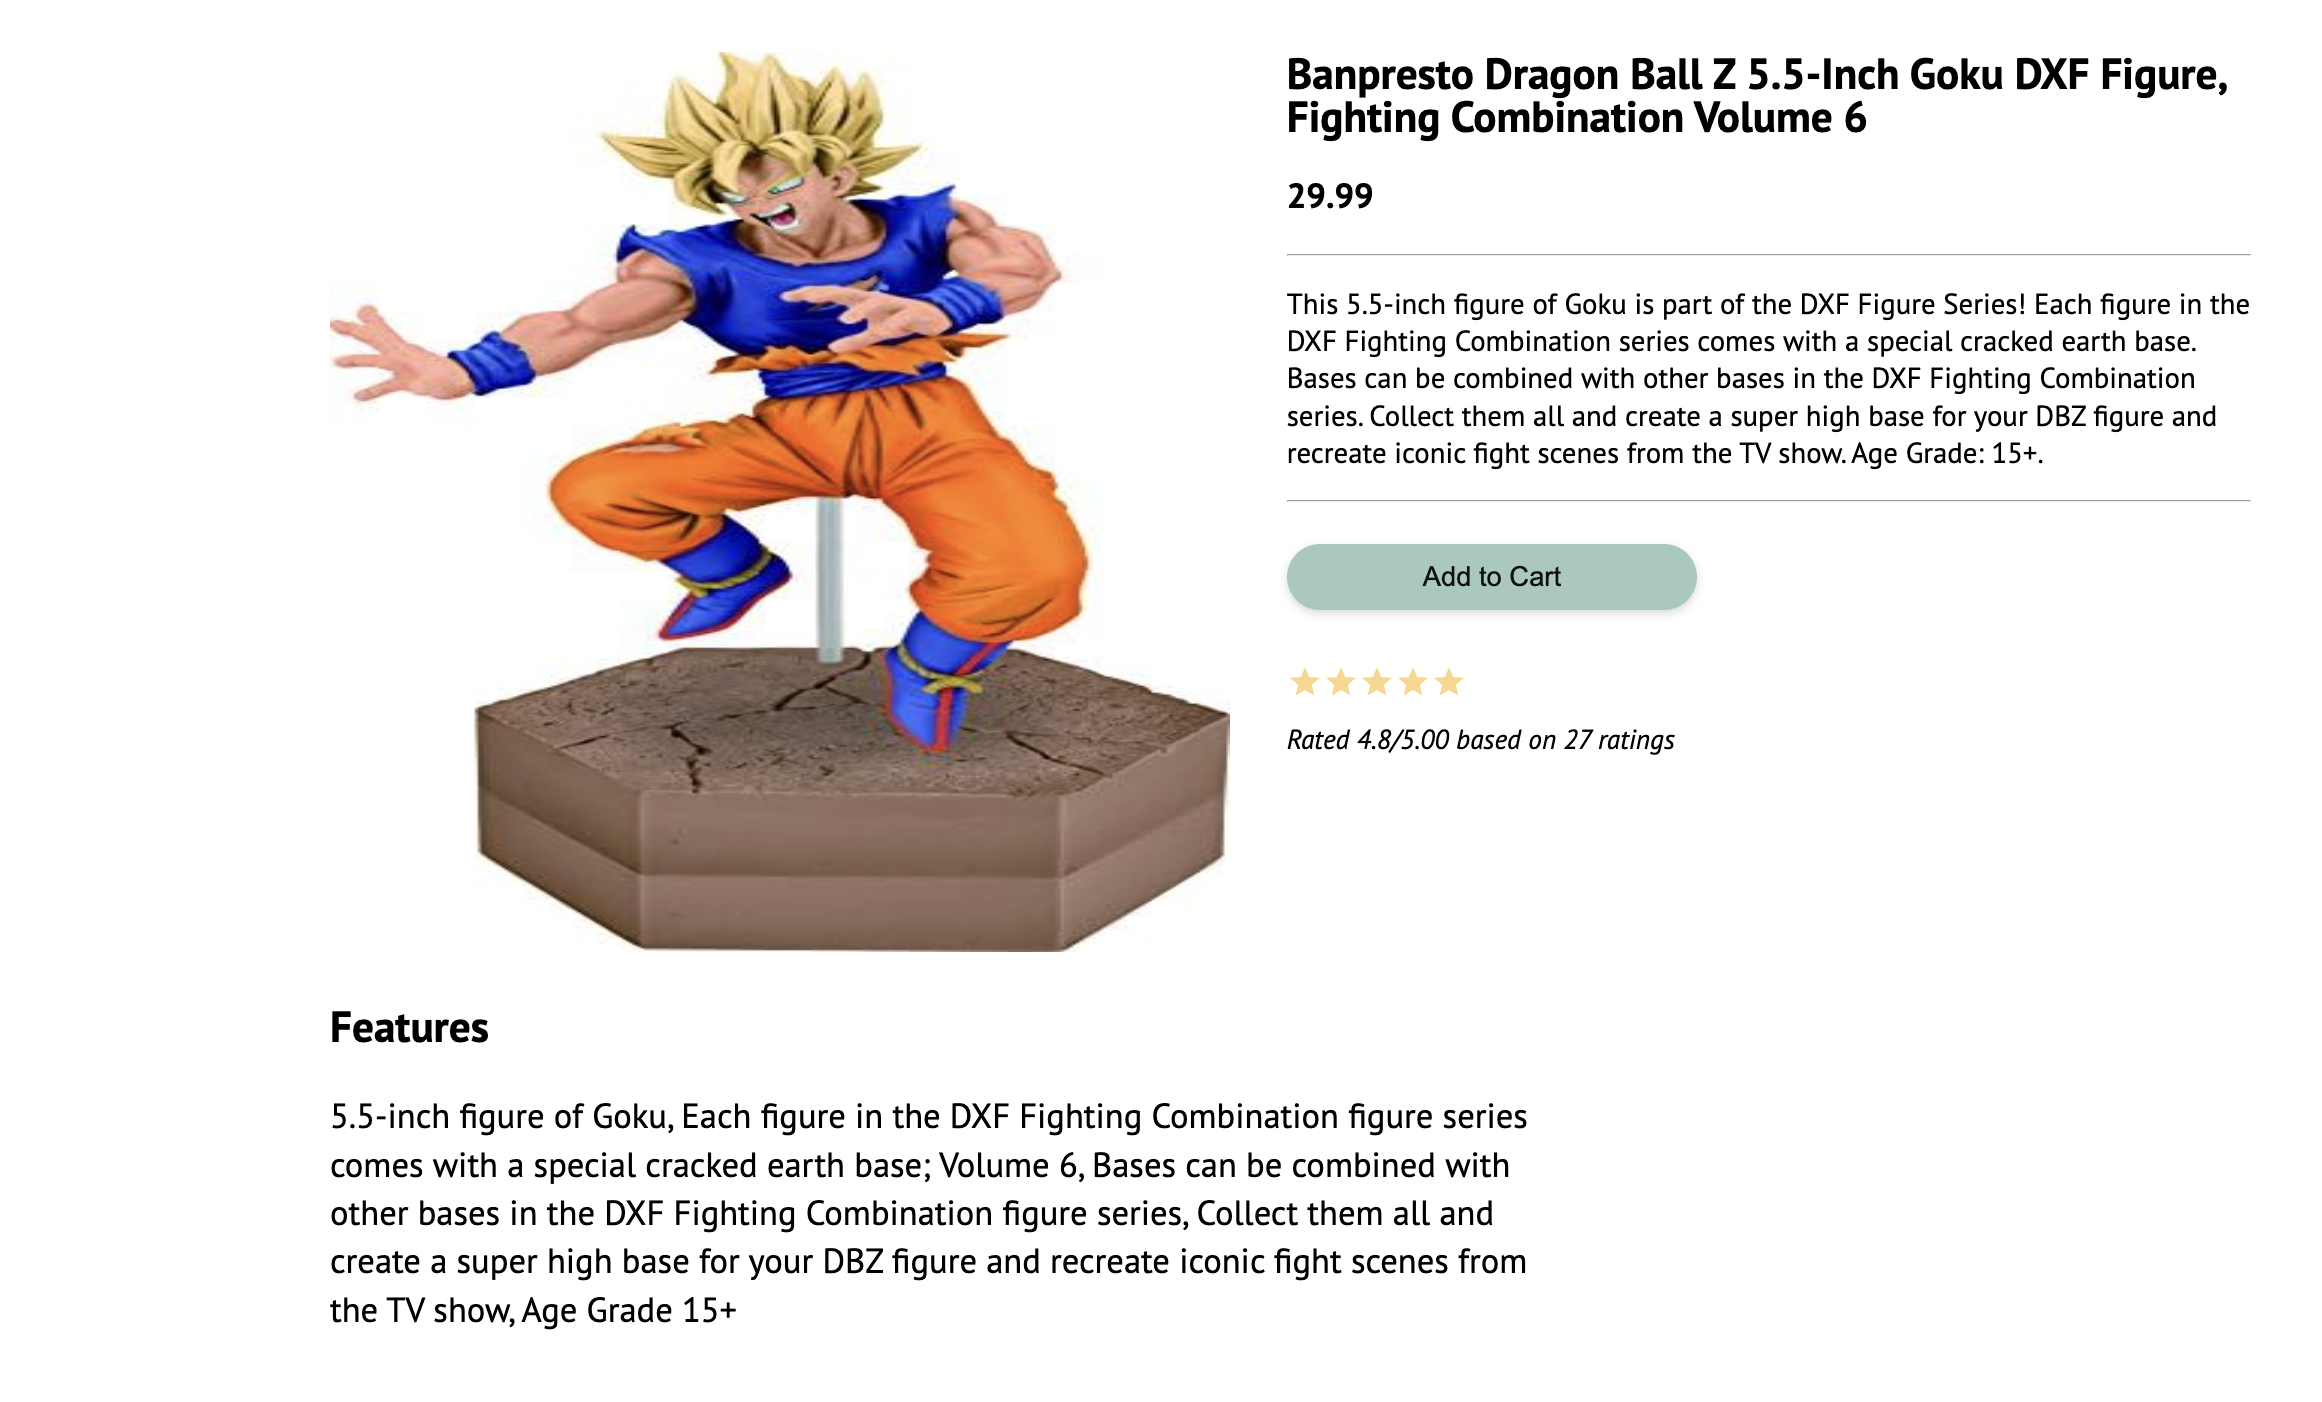 Banpresto Dragon Ball Z 5.5-Inch Goku DXF Figure,
Fighting Combination Volume 6
29.99
This 5.5-inch figure of Goku is part of the DXF Figure Series! Each figure in the
DXF Fighting Combination series comes with a special cracked earth base.
Bases can be combined with other bases in the DXF Fighting Combination
series. Collect them all and create a super high base for your DBZ figure and
recreate iconic fight scenes from the TV show. Age Grade: 15+.
Add to Cart
Rated 4.8/5.00 based on 27 ratings
Features
5.5-inch figure of Goku, Each figure in the DXF Fighting Combination figure series
comes with a special cracked earth base; Volume 6, Bases can be combined with
other bases in the DXF Fighting Combination figure series, Collect them all and
create a super high base for your DBZ figure and recreate iconic fight scenes from
the TV show, Age Grade 15+